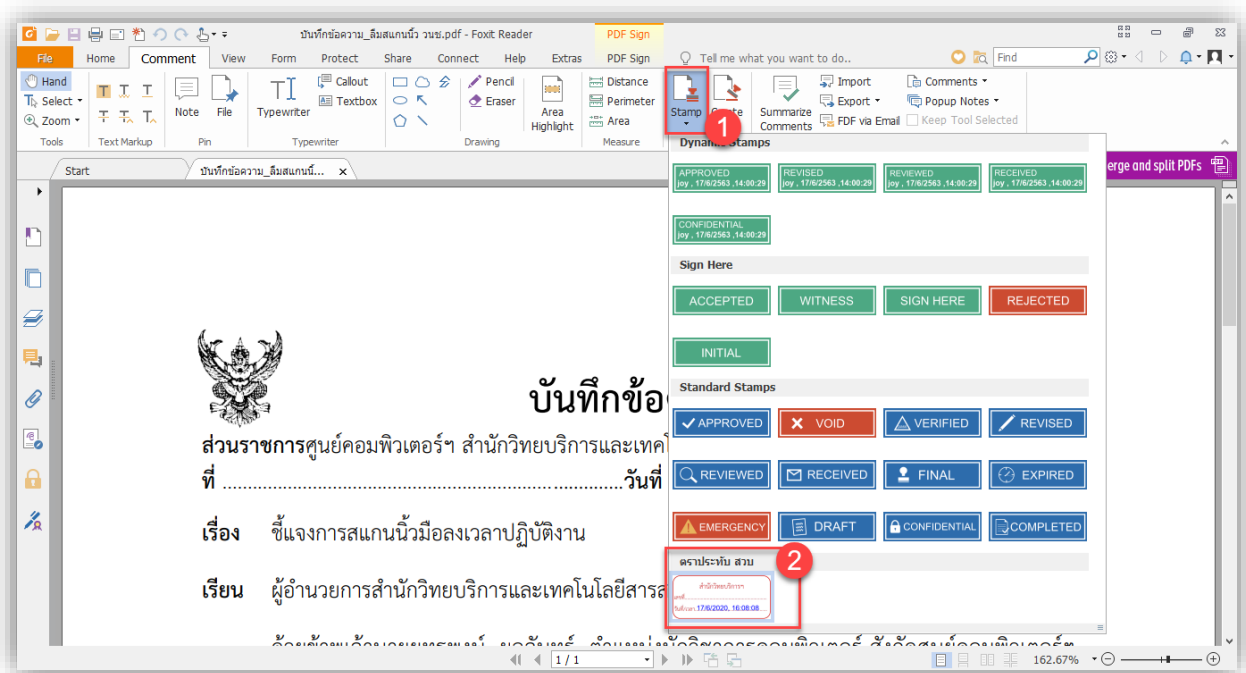 บันทึกข้อความ_ลืมสแกนนิ้ว วนช.pdf - Foxit Reader
PDF Sign
File Home Comment View Form Protect Share Connect Help Extras PDF Sign Tell me what you want to do.. Find
Hand
Select
Zoom
Tools
Text Markup
Note File
Pin
Typewriter
Callout
Textbox
Typewriter
Pencil
Eraser
Area Highlight
Drawing
Distance
Perimeter
Area
Measure
Stamp
1
Summarize Comments
Import
Export
FDF via Email
Comments
Popup Notes
Keep Tool Selected
Start
บันทึกข้อความ_ลืมสแกนนิ้... x
erge and split PDFs
Dynamic Stamps
APPROVED REVISED REVIEWED RECEIVED
joy , 17/6/2563 ,14:00:29 joy , 17/6/2563 ,14:00:29 joy , 17/6/2563 ,14:00:29 joy , 17/6/2563 ,14:00:29
CONFIDENTIAL
joy , 17/6/2563 ,14:00:29
Sign Here
ACCEPTED WITNESS SIGN HERE REJECTED
INITIAL
Standard Stamps
APPROVED VOID VERIFIED REVISED
REVIEWED RECEIVED FINAL EXPIRED
EMERGENCY DRAFT CONFIDENTIAL COMPLETED
ตราประทับ สวบ
2
สำนักวิทยบริการฯ
17/6/2020, 16:08:08
บันทึกข้อ
ส่วนราชการศูนย์คอมพิวเตอร์ฯ สำนักวิทยบริการและเทคโ
ที่ ..........................................................................วันที่
เรื่อง ชี้แจงการสแกนนิ้วมือลงเวลาปฏิบัติงาน
เรียน ผู้อำนวยการสำนักวิทยบริการและเทคโนโลยีสารส
1 / 1
162.67%